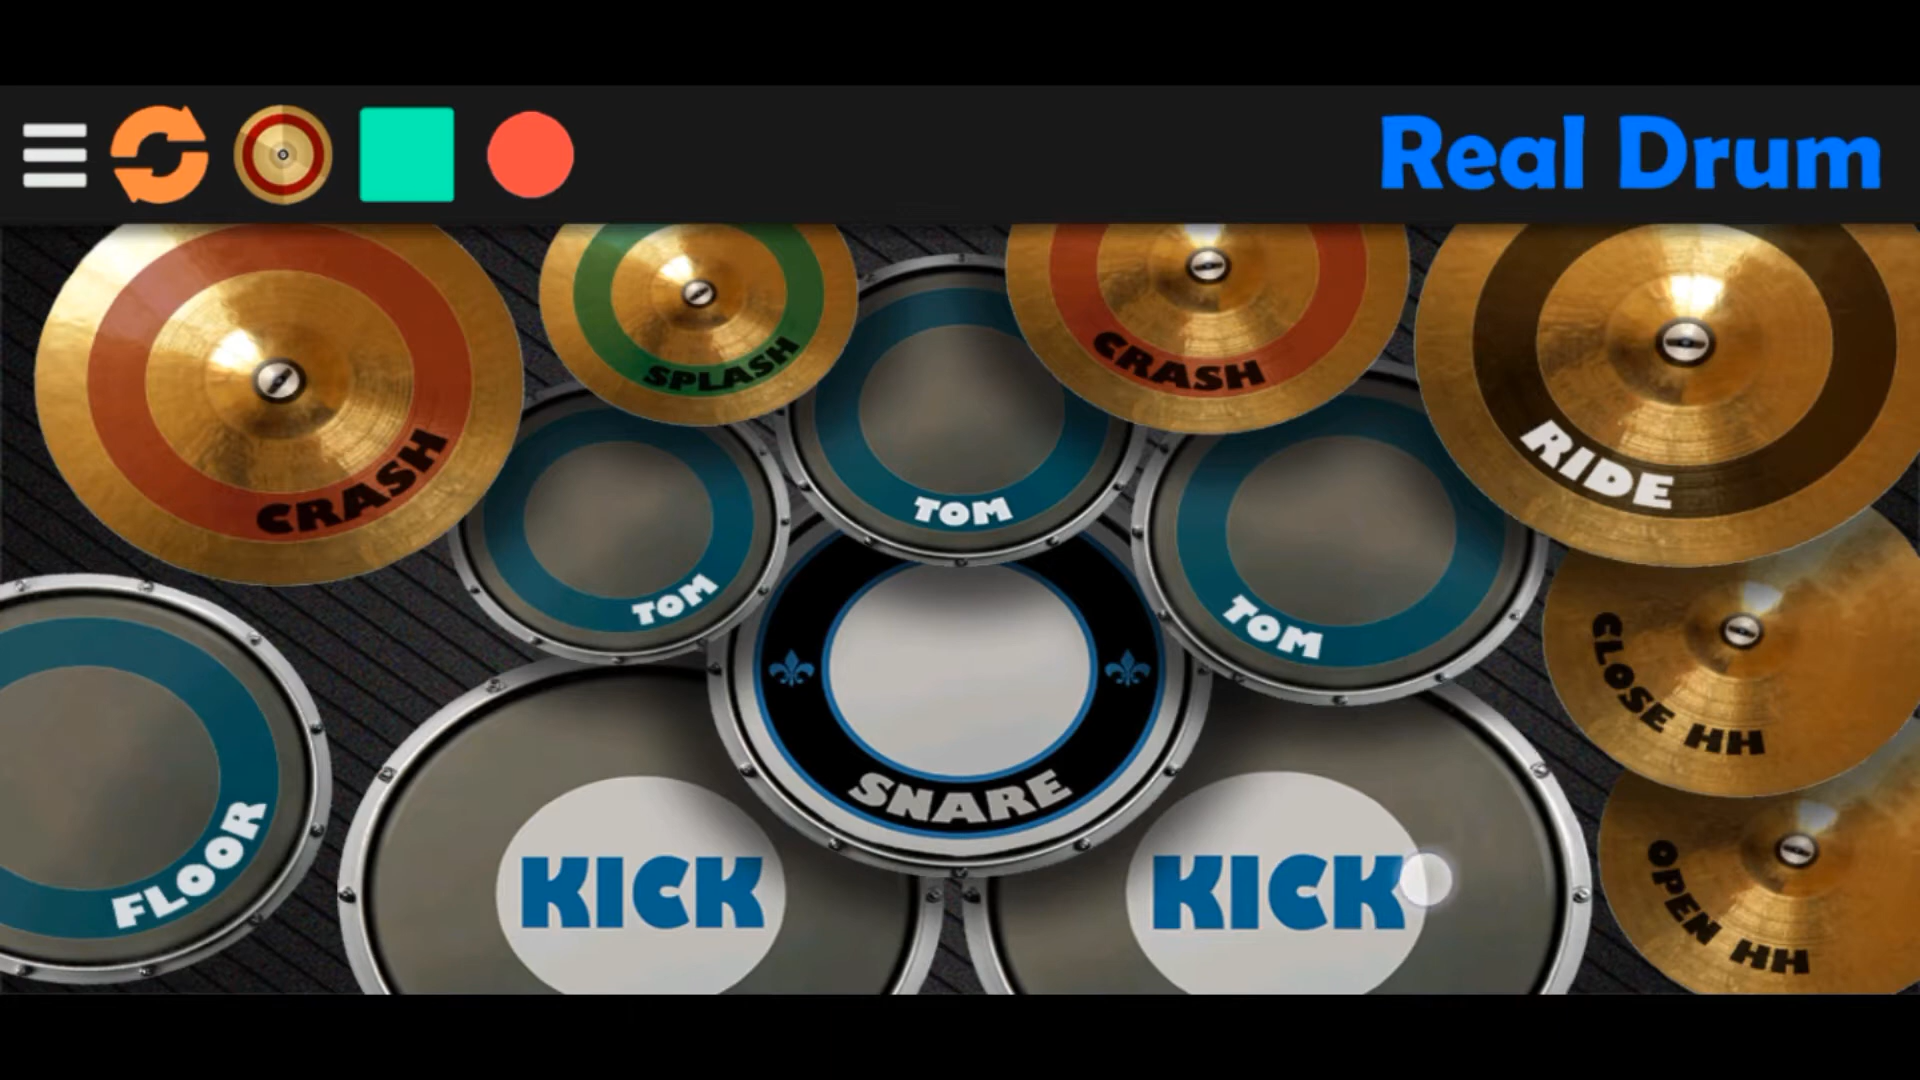 Real Drum
CRASH
SPLASH
CRASH
RIDE
TOM
TOM
TOM
CLOSE HH
SNARE
FLOOR
KICK
KICK
OPEN HH